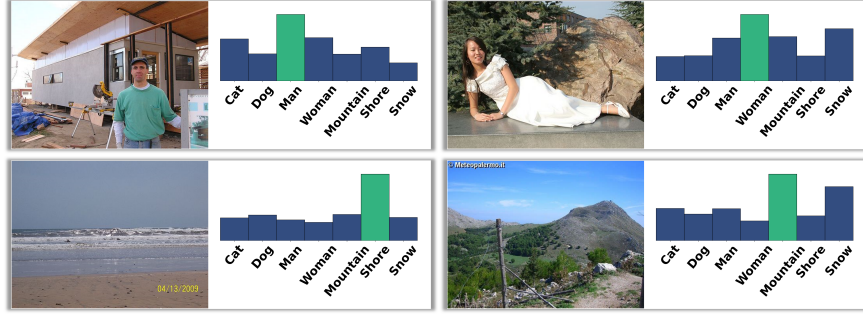 Cat
Dog
Man
Woman
Mountain
Shore
Snow
Cat
Dog
Man
Woman
Mountain
Shore
Snow
04/13/2009
Cat
Dog
Man
Woman
Mountain
Shore
Snow
© Meteopalermo.it
Cat
Dog
Man
Woman
Mountain
Shore
Snow